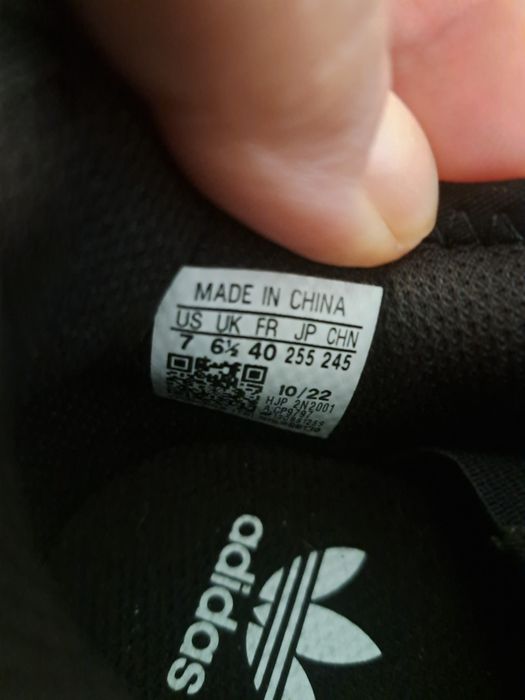 MADE IN CHINA
US UK FR JP CHN
7 6½ 40 255 245
10/22
HJP 2N2001
adidas